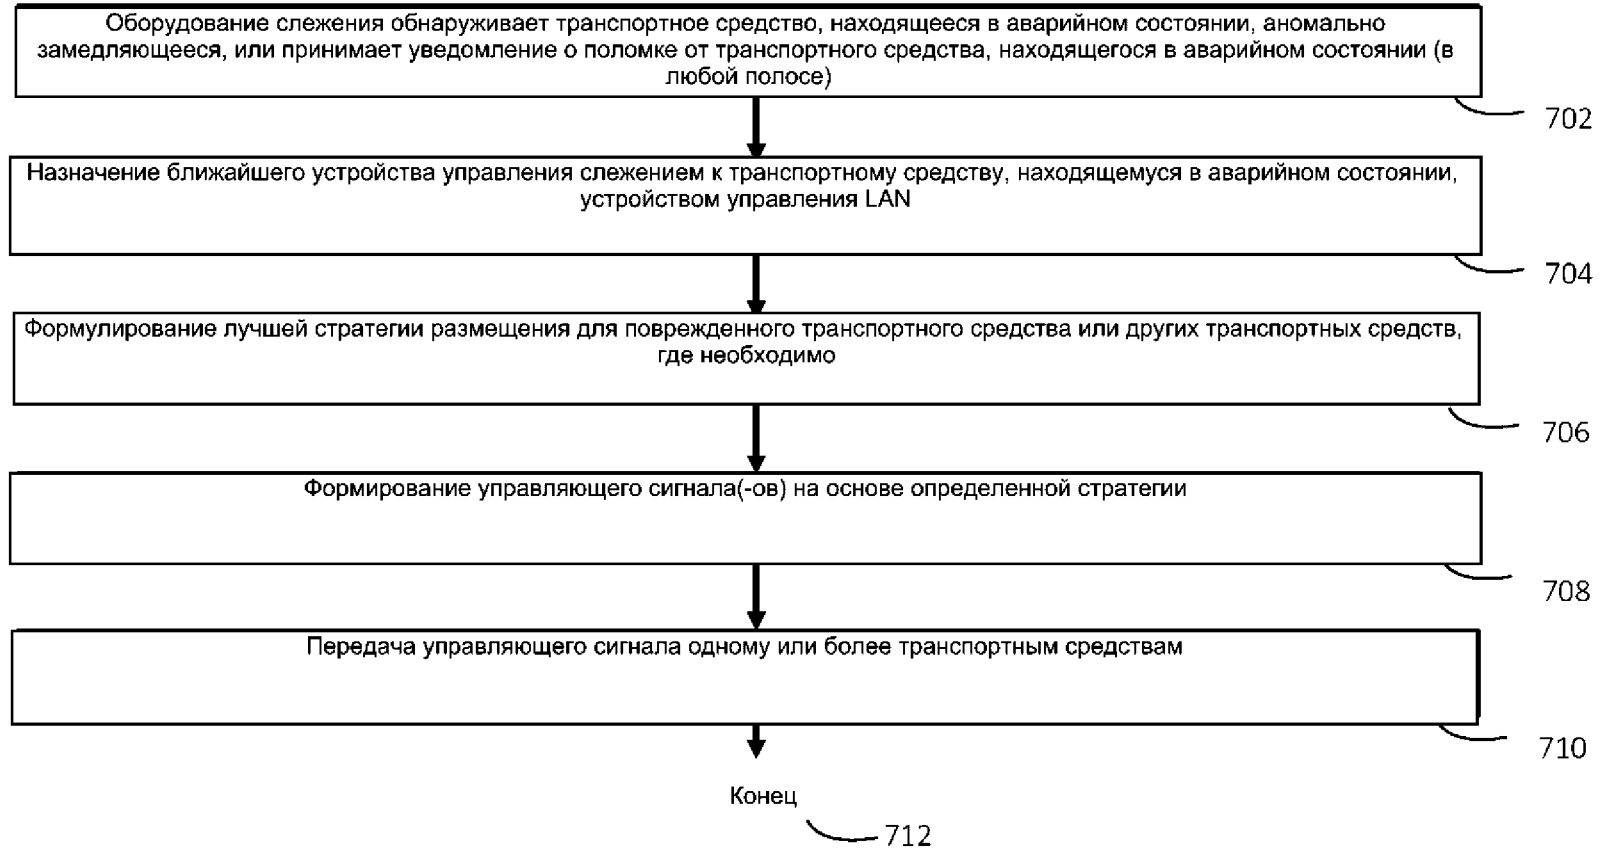 Оборудование слежения обнаруживает транспортное средство, находящееся в аварийном состоянии, аномально
замедляющееся, или принимает уведомление о поломке от транспортного средства, находящегося в аварийном состоянии (в
любой полосе)
702
Назначение ближайшего устройства управления слежением к транспортному средству, находящемуся в аварийном состоянии,
устройством управления LAN
704
Формулирование лучшей стратегии размещения для поврежденного транспортного средства или других транспортных средств,
где необходимо
706
Формирование управляющего сигнала(-ов) на основе определенной стратегии
708
Передача управляющего сигнала одному или более транспортным средствам
710
Конец
712